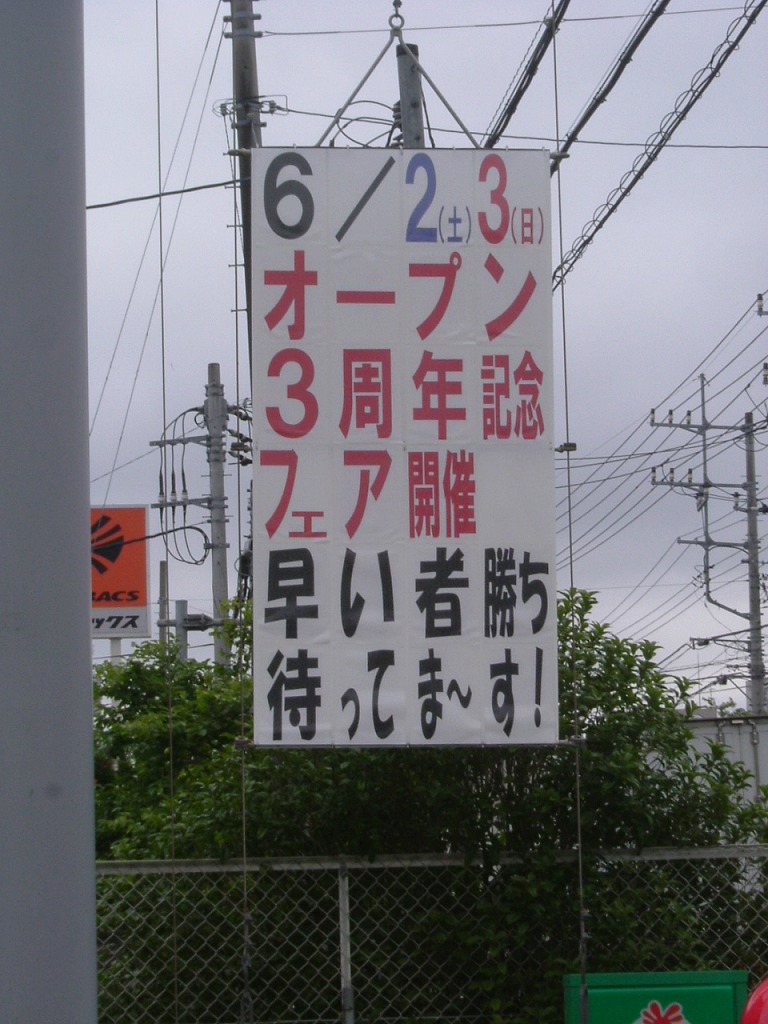 6/2(土)3(日)
オープン
3周年記念
フェア開催
早い者勝ち
待ってま〜す!
ACS
ックス